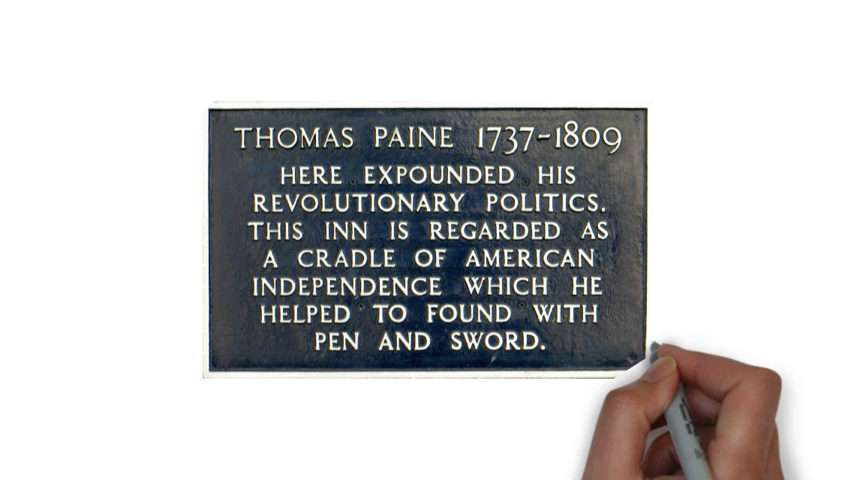 THOMAS PAINE 1737-1809
HERE EXPOUNDED HIS
REVOLUTIONARY POLITICS.
THIS INN IS REGARDED AS
A CRADLE OF AMERICAN
INDEPENDENCE WHICH HE
HELPED TO FOUND WITH
PEN AND SWORD.